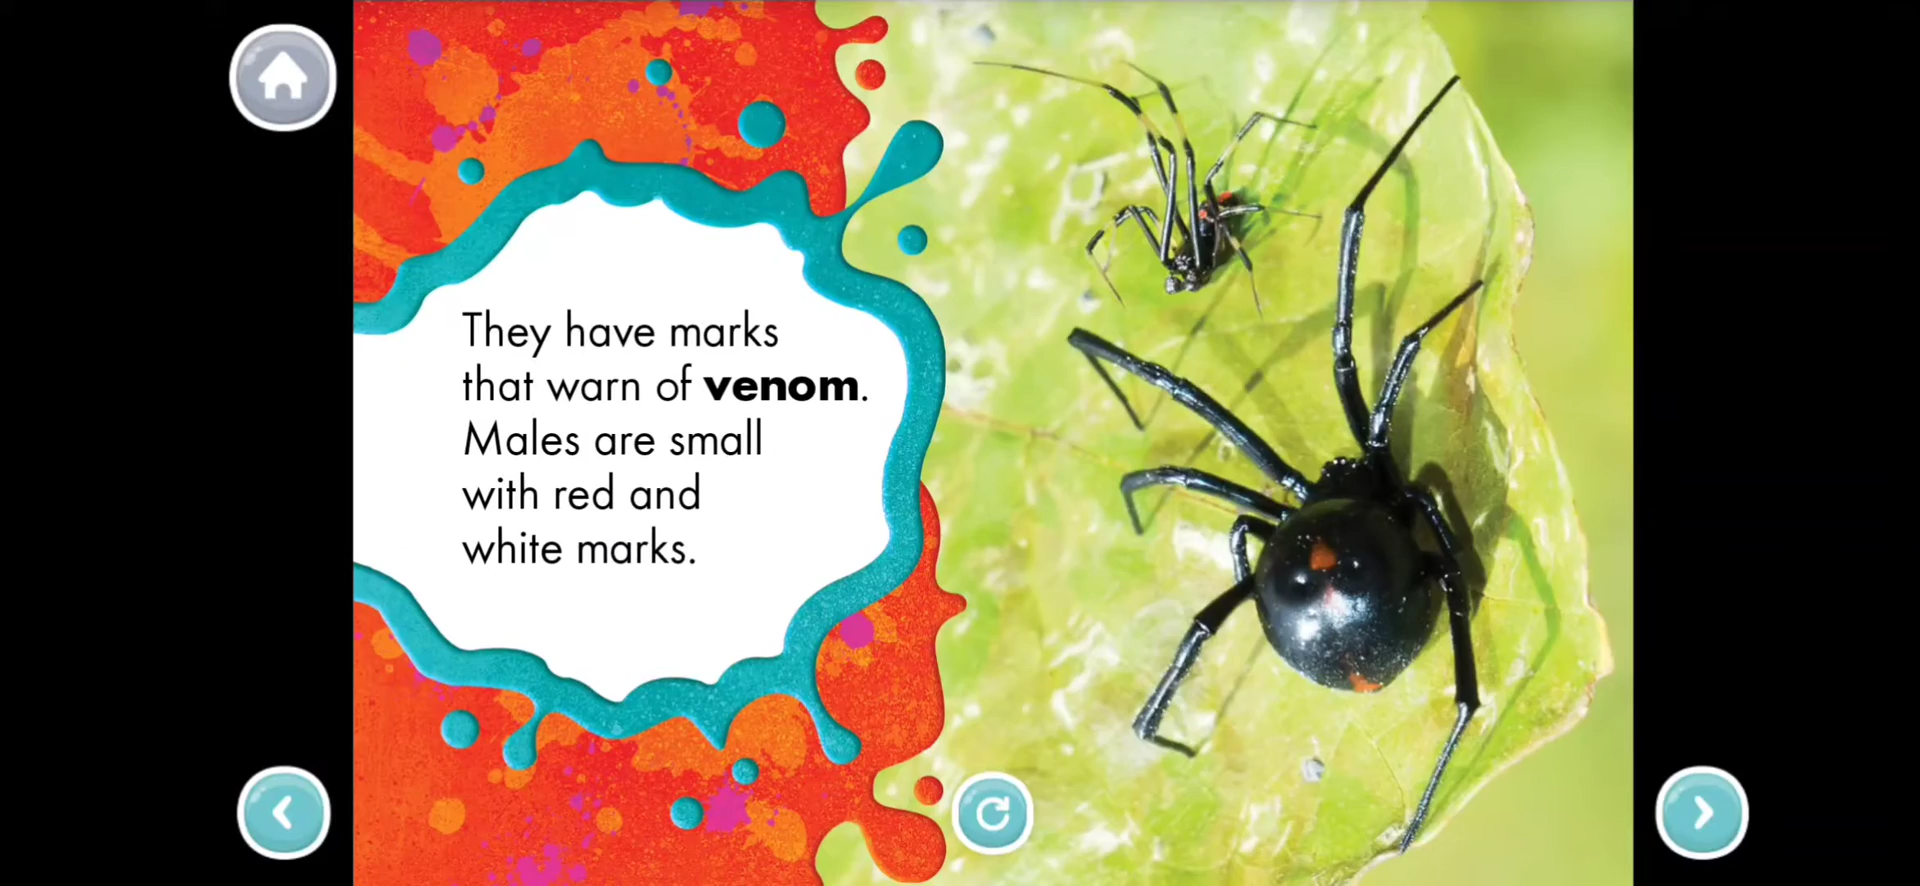 They have marks
that warn of venom.
Males are small
with red and
white marks.